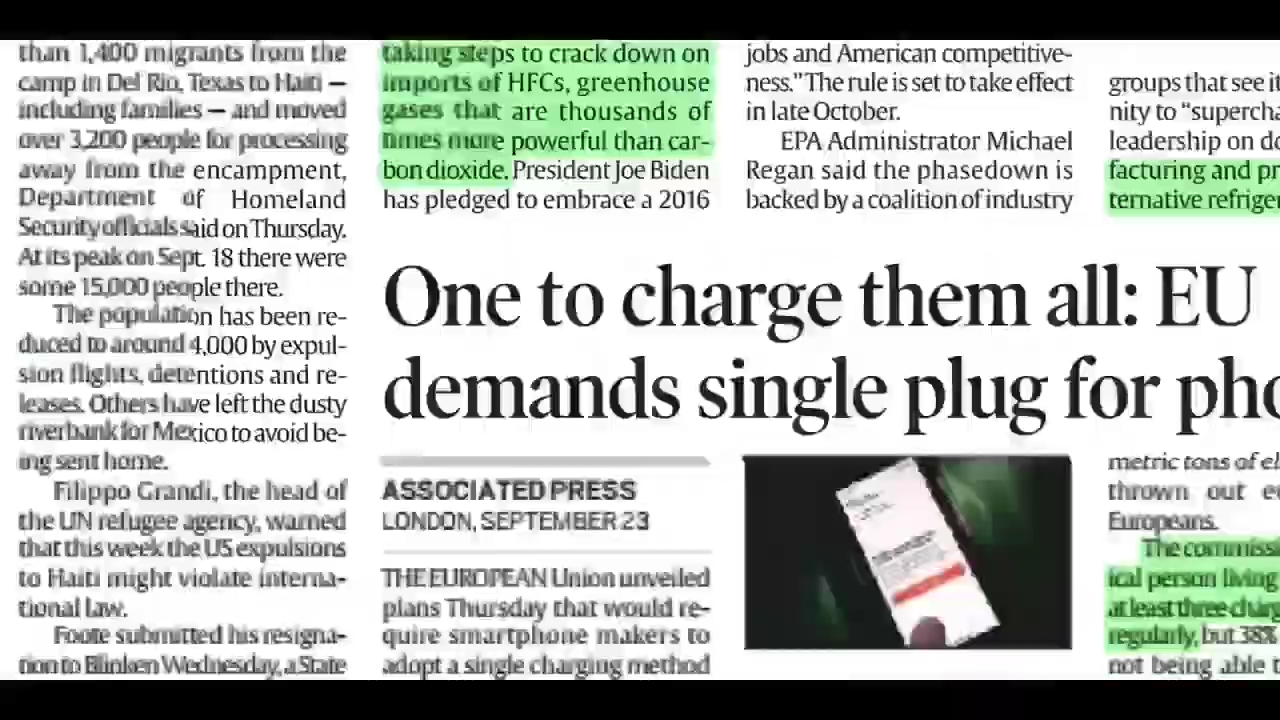 than 1,400 migrants from the
camp in Del Rio, Texas to Haiti —
including families — and moved
over 3,200 people for processing
away from the encampment,
Department of Homeland
Security officials said on Thursday.
At its peak on Sept. 18 there were
some 15,000 people there.
The population has been re-
duced to around 4,000 by expul-
sion flights, detentions and re-
leases. Others have left the dusty
riverbank for Mexico to avoid be-
ing sent home.
Filippo Grandi, the head of
the UN refugee agency, warned
that this week the US expulsions
to Haiti might violate interna-
tional law.
Foote submitted his resigna-
tion to Blinken Wednesday, a State
taking steps to crack down on
imports of HFCs, greenhouse
gases that are thousands of
times more powerful than car-
bon dioxide. President Joe Biden
has pledged to embrace a 2016
jobs and American competitive-
ness." The rule is set to take effect
in late October.
EPA Administrator Michael
Regan said the phasedown is
backed by a coalition of industry
groups that see it
nity to "supercha
leadership on do
facturing and pr
ternative refriger
One to charge them all: EU
demands single plug for pho
ASSOCIATED PRESS
LONDON, SEPTEMBER 23
THE EUROPEAN Union unveiled
plans Thursday that would re-
quire smartphone makers to
adopt a single charging method
metric tons of el
thrown out e
Europeans.
The commissi
ical person living
at least three charg
regularly, but 38%
not being able t